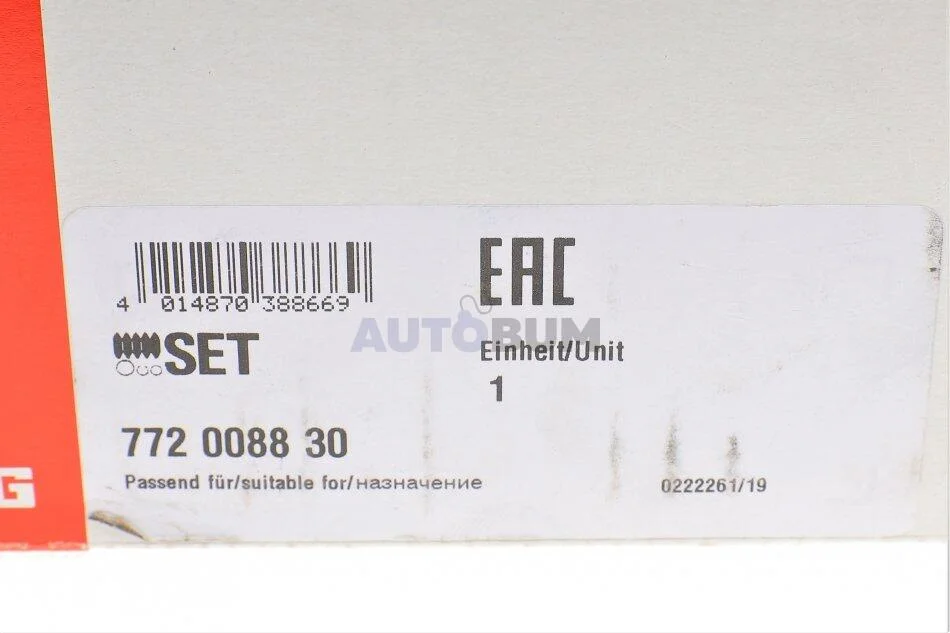 EAC
4 014870 388669
AUTOBUM
SET
Einheit/Unit
1
772 0088 30
G
Passend für/suitable for/назначение
0222261/19